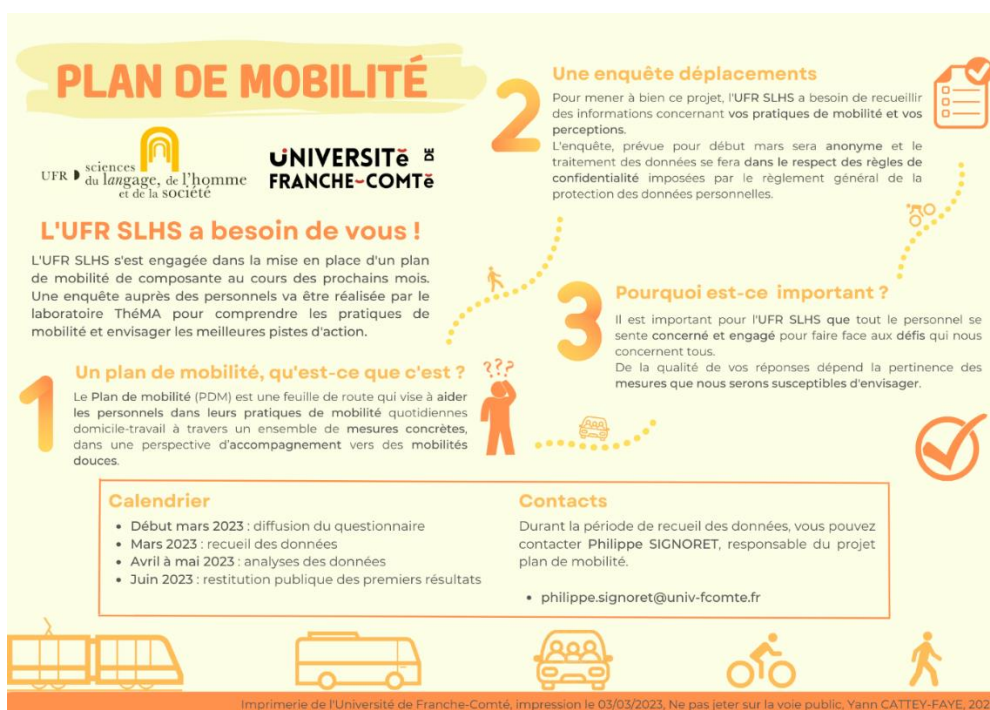 PLAN DE MOBILITÉ
UFR
sciences
du langage, de l'homme
et de la société
UNIVERSITĕ DE
FRANCHE-COMTĕ
L'UFR SLHS a besoin de vous !
L'UFR SLHS s'est engagée dans la mise en place d'un plan
de mobilité de composante au cours des prochains mois.
Une enquête auprès des personnels va être réalisée par le
laboratoire ThéMA pour comprendre les pratiques de
mobilité et envisager les meilleures pistes d'action.
1
Un plan de mobilité, qu'est-ce que c'est ?
Le Plan de mobilité (PDM) est une feuille de route qui vise à aider
les personnels dans leurs pratiques de mobilité quotidiennes
domicile-travail à travers un ensemble de mesures concrètes,
dans une perspective d'accompagnement vers des mobilités
douces.
???
2
Une enquête déplacements
Pour mener à bien ce projet, l'UFR SLHS a besoin de recueillir
des informations concernant vos pratiques de mobilité et vos
perceptions.
L'enquête, prévue pour début mars sera anonyme et le
traitement des données se fera dans le respect des règles de
confidentialité imposées par le règlement général de la
protection des données personnelles.
3
Pourquoi est-ce important ?
Il est important pour l'UFR SLHS que tout le personnel se
sente concerné et engagé pour faire face aux défis qui nous
concernent tous.
De la qualité de vos réponses dépend la pertinence des
mesures que nous serons susceptibles d'envisager.
Calendrier
• Début mars 2023 : diffusion du questionnaire
• Mars 2023 : recueil des données
• Avril à mai 2023 : analyses des données
• Juin 2023 : restitution publique des premiers résultats
Contacts
Durant la période de recueil des données, vous pouvez
contacter Philippe SIGNORET, responsable du projet
plan de mobilité.
• philippe.signoret@univ-fcomte.fr
Imprimerie de l'Université de Franche-Comté, impression le 03/03/2023, Ne pas jeter sur la voie public, Yann CATTEY-FAYE, 202